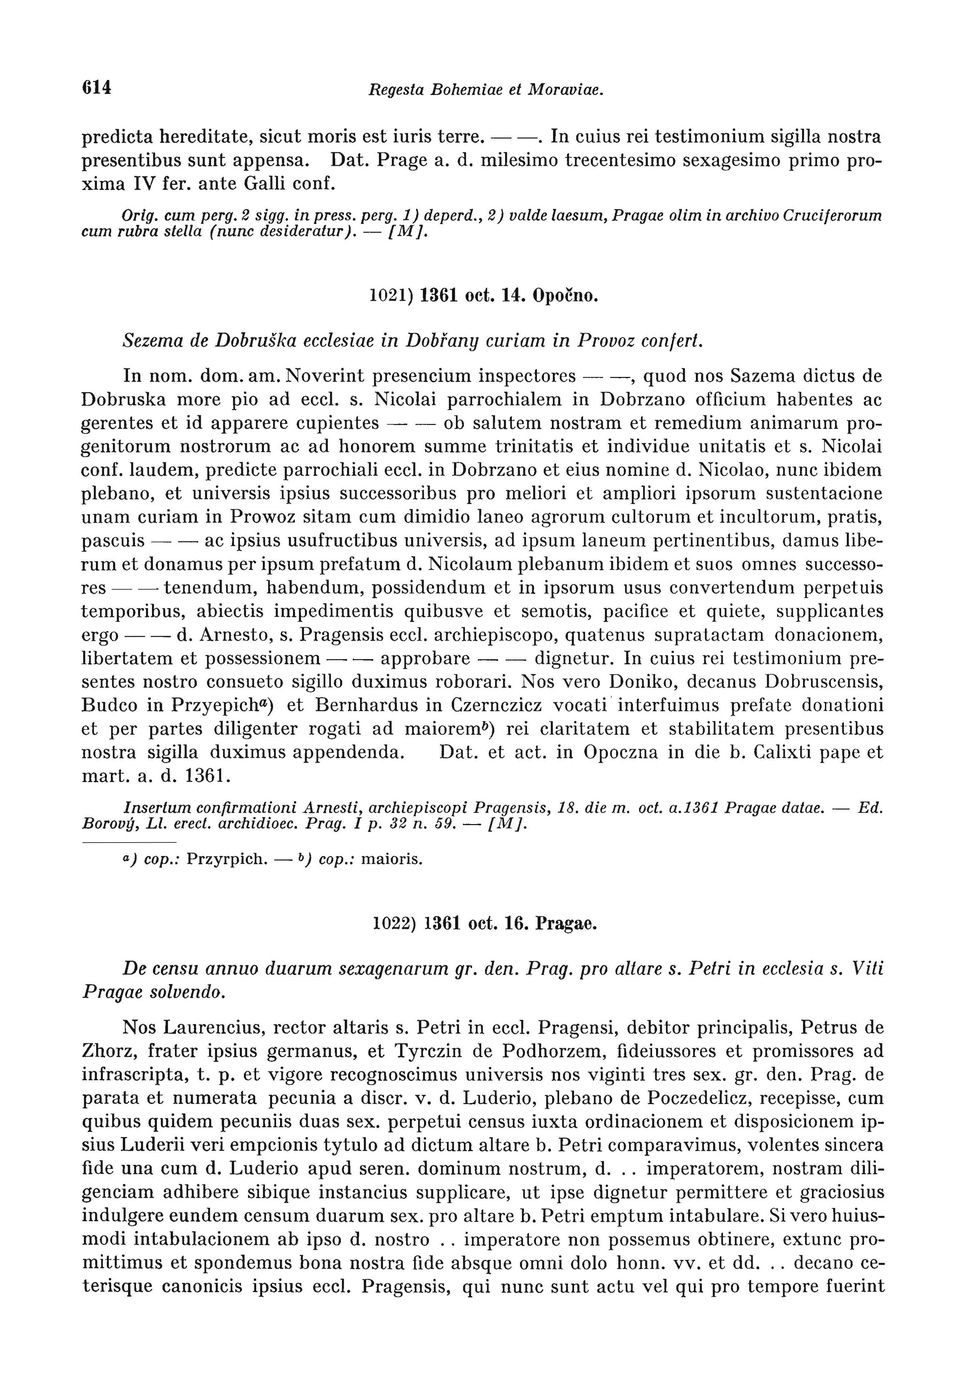 614 Regesta Bohemiae et Moraviae.
predicta hereditate, sicut moris est iuris terre. — —. In cuius rei testimonium sigilla nostra
presentibus sunt appensa. Dat. Prage a. d. milesimo trecentesimo sexagesimo primo pro-
xima IV fer. ante Galli conf.
Orig. cum perg. 2 sigg. in press. perg. 1) deperd., 2) valde laesum, Pragae olim in archivo Cruciferorum
cum rubra stella (nunc desideratur). — [M].
1021) 1361 oct. 14. Opočno.
Sezema de Dobruška ecclesiae in Dobřany curiam in Provoz confert.
In nom. dom. am. Noverint presencium inspectores — —, quod nos Sazema dictus de
Dobruska more pio ad eccl. s. Nicolai parrochialem in Dobrzano officium habentes ac
gerentes et id apparere cupientes — — ob salutem nostram et remedium animarum pro-
genitorum nostrorum ac ad honorem summe trinitatis et individue unitatis et s. Nicolai
conf. laudem, predicte parrochiali eccl. in Dobrzano et eius nomine d. Nicolao, nunc ibidem
plebano, et universis ipsius successoribus pro meliori et ampliori ipsorum sustentacione
unam curiam in Prowoz sitam cum dimidio laneo agrorum cultorum et incultorum, pratis,
pascuis — — ac ipsius usufructibus universis, ad ipsum laneum pertinentibus, damus libe-
rum et donamus per ipsum prefatum d. Nicolaum plebanum ibidem et suos omnes successo-
res — — tenendum, habendum, possidendum et in ipsorum usus convertendum perpetuis
temporibus, abiectis impedimentis quibusve et semotis, pacifice et quiete, supplicantes
ergo — — d. Arnesto, s. Pragensis eccl. archiepiscopo, quatenus supratactam donacionem,
libertatem et possessionem — — approbare — — dignetur. In cuius rei testimonium pre-
sentes nostro consueto sigillo duximus roborari. Nos vero Doniko, decanus Dobruscensis,
Budco in Przyepich a) et Bernhardus in Czernczicz vocati interfuimus prefate donationi
et per partes diligenter rogati ad maiorem b) rei claritatem et stabilitatem presentibus
nostra sigilla duximus appendenda. Dat. et act. in Opoczna in die b. Calixti pape et
mart. a. d. 1361.
Insertum confirmationi Arnesti, archiepiscopi Pragensis, 18. die m. oct. a.1361 Pragae datae. — Ed.
Borový, Ll. erect. archidioec. Prag. I p. 32 n. 59. — [M].
a) cop.: Przyrpich. — b) cop.: maioris.
1022) 1361 oct. 16. Pragae.
De censu annuo duarum sexagenarum gr. den. Prag. pro altare s. Petri in ecclesia s. Viti
Pragae solvendo.
Nos Laurencius, rector altaris s. Petri in eccl. Pragensi, debitor principalis, Petrus de
Zhorz, frater ipsius germanus, et Tyrczin de Podhorzem, fideiussores et promissores ad
infrascripta, t. p. et vigore recognoscimus universis nos viginti tres sex. gr. den. Prag. de
parata et numerata pecunia a discr. v. d. Luderio, plebano de Poczedelicz, recepisse, cum
quibus quidem pecuniis duas sex. perpetui census iuxta ordinacionem et disposicionem ip-
sius Luderii veri empcionis tytulo ad dictum altare b. Petri comparavimus, volentes sincera
fide una cum d. Luderio apud seren. dominum nostrum, d. . . imperatorem, nostram dili-
genciam adhibere sibique instancius supplicare, ut ipse dignetur permittere et graciosius
indulgere eundem censum duarum sex. pro altare b. Petri emptum intabulare. Si vero huius-
modi intabulacionem ab ipso d. nostro . . imperatore non possemus obtinere, extunc pro-
mittimus et spondemus bona nostra fide absque omni dolo honn. vv. et dd. . . decano ce-
terisque canonicis ipsius eccl. Pragensis, qui nunc sunt actu vel qui pro tempore fuerint